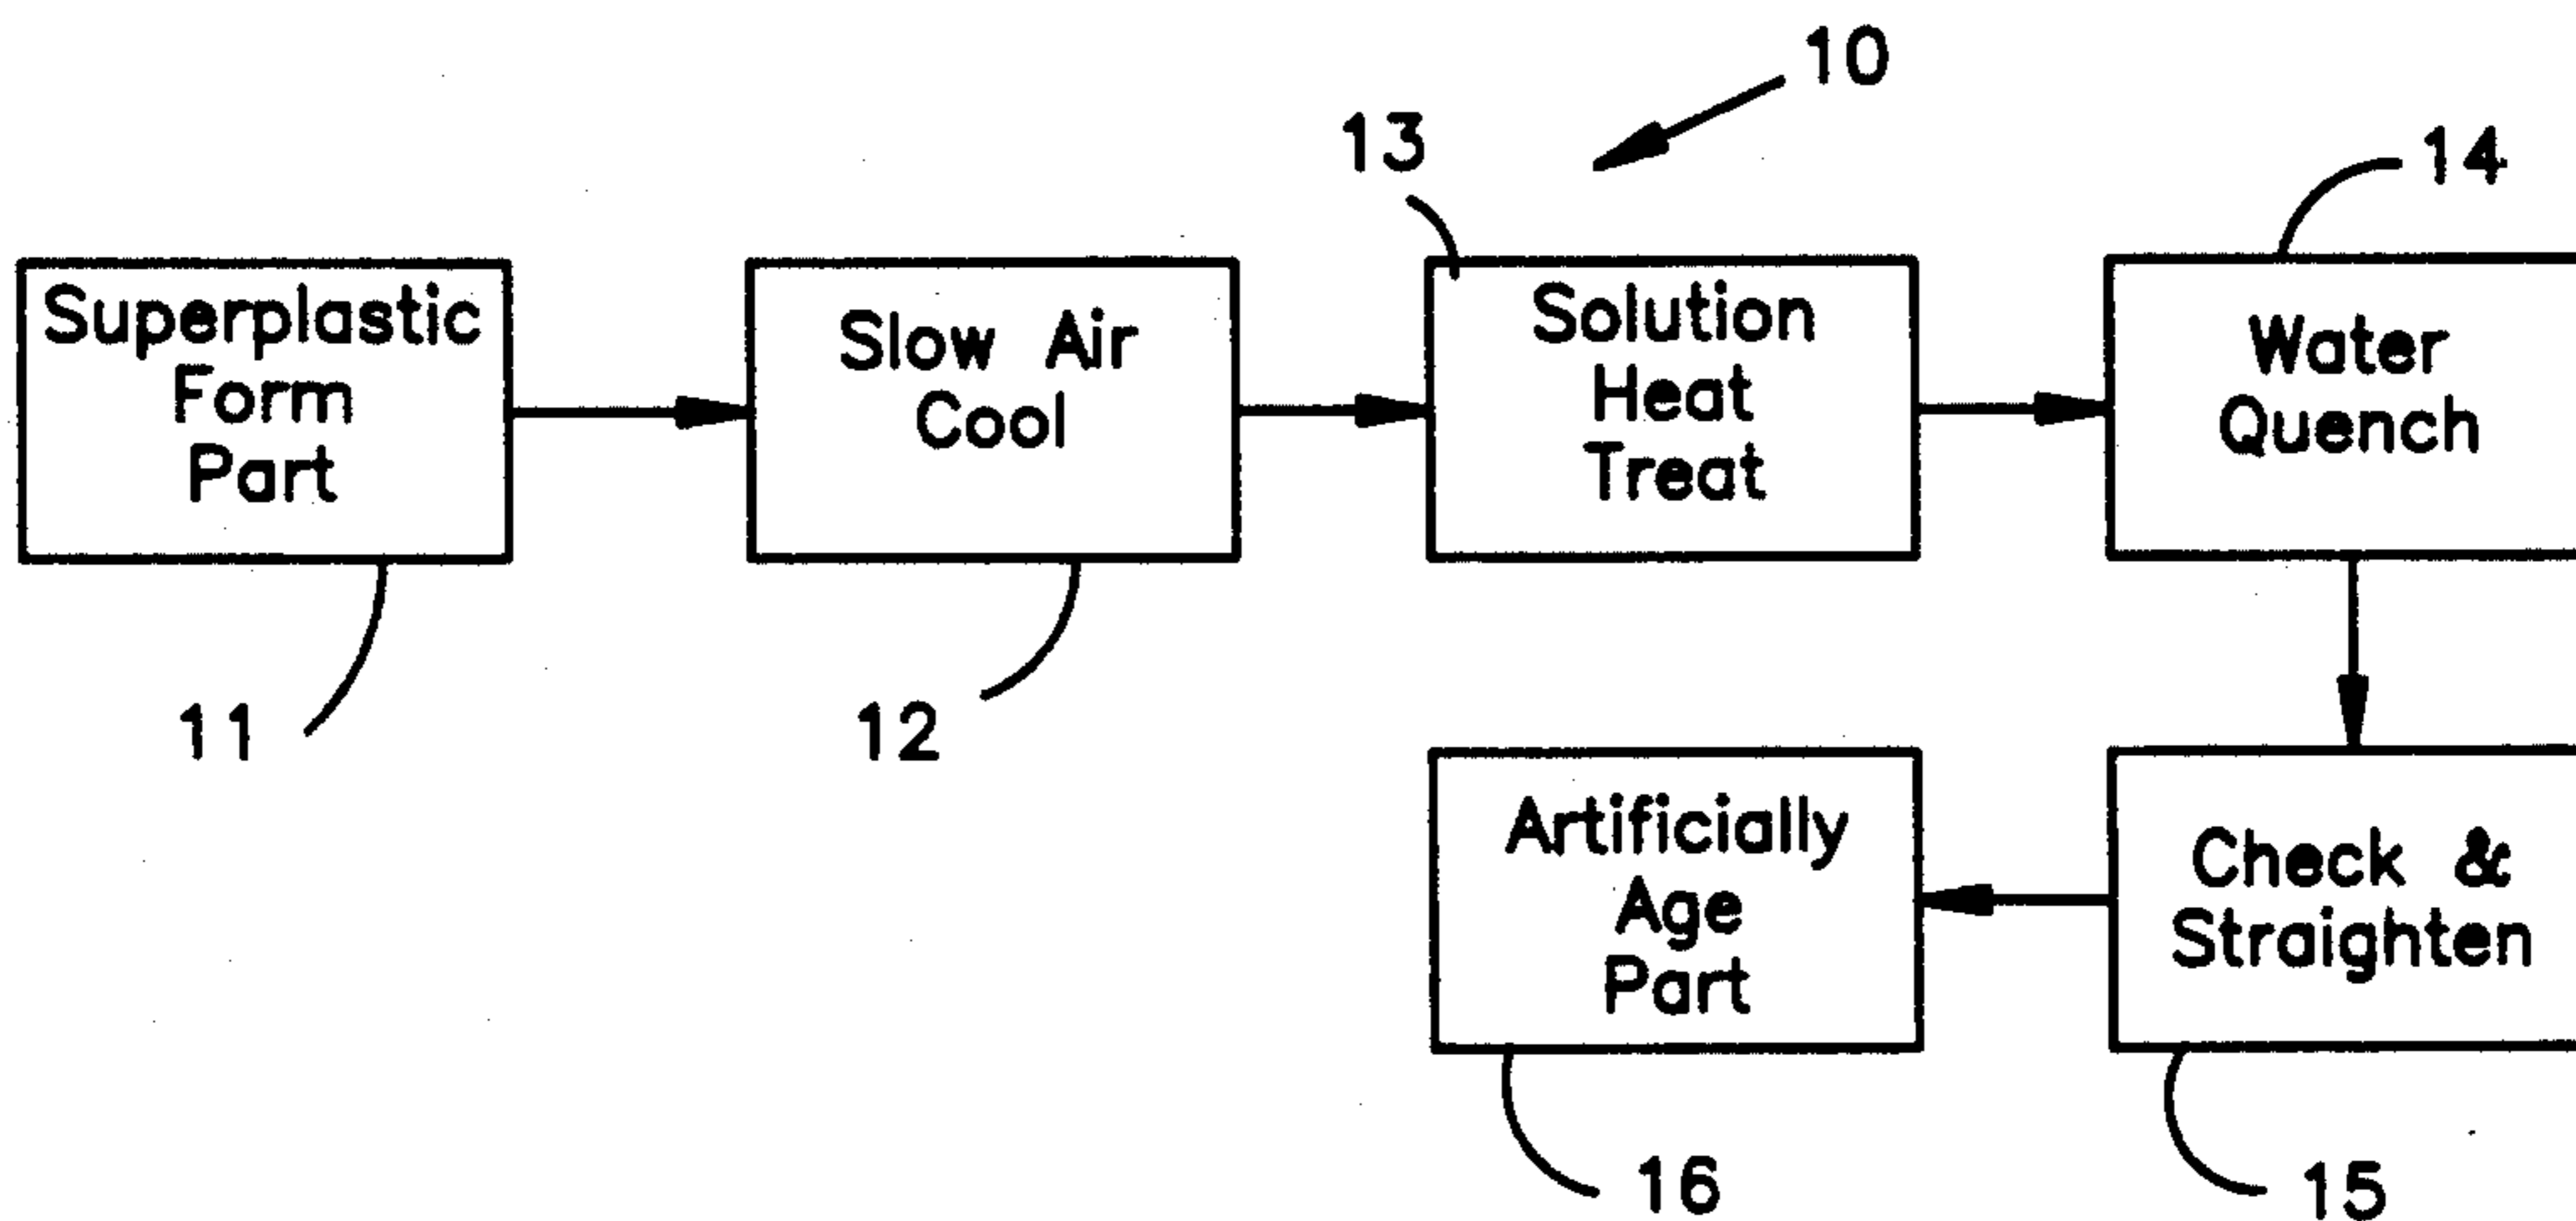 10
13
14
Superplastic
Form
Part
Slow Air
Cool
Solution
Heat
Treat
Water
Quench
11
12
Artificially
Age
Part
Check &
Straighten
16
15